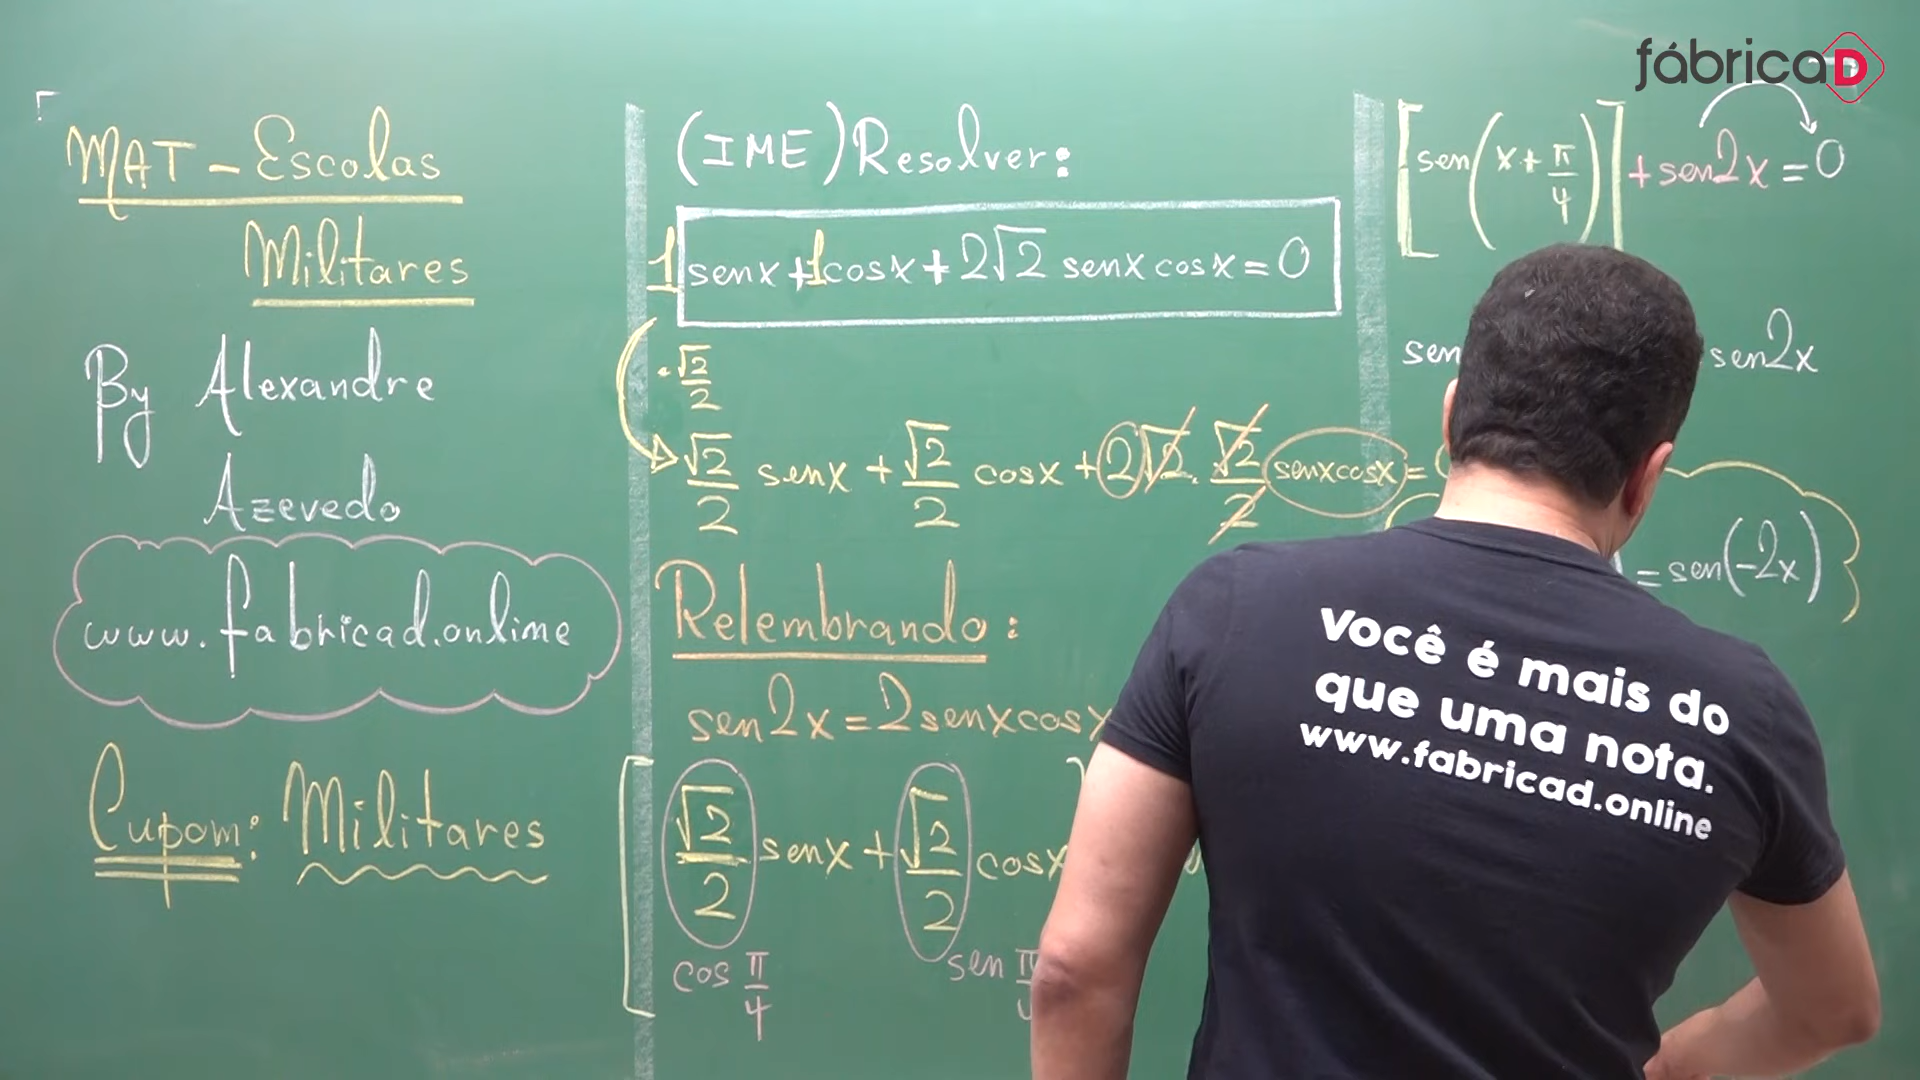 fábricaD
MAT - Escolas
Militares
By Alexandre
Azevedo
www.fabricad.online
Cupom: Militares
(IME) Resolver:
1 senx + 1 cosx + 2√2 senx cosx = 0
· √2/2
√2/2 senx + √2/2 cosx + 2√2 · √2/2 senxcosx =
Relembrando:
sen2x = 2senxcosx
√2/2 senx + √2/2 cosx
cos π/4 sen π/4
[sen(x + π/4)] + sen2x = 0
sen sen2x
= sen(-2x)
Você é mais do
que uma nota.
www.fabricad.online